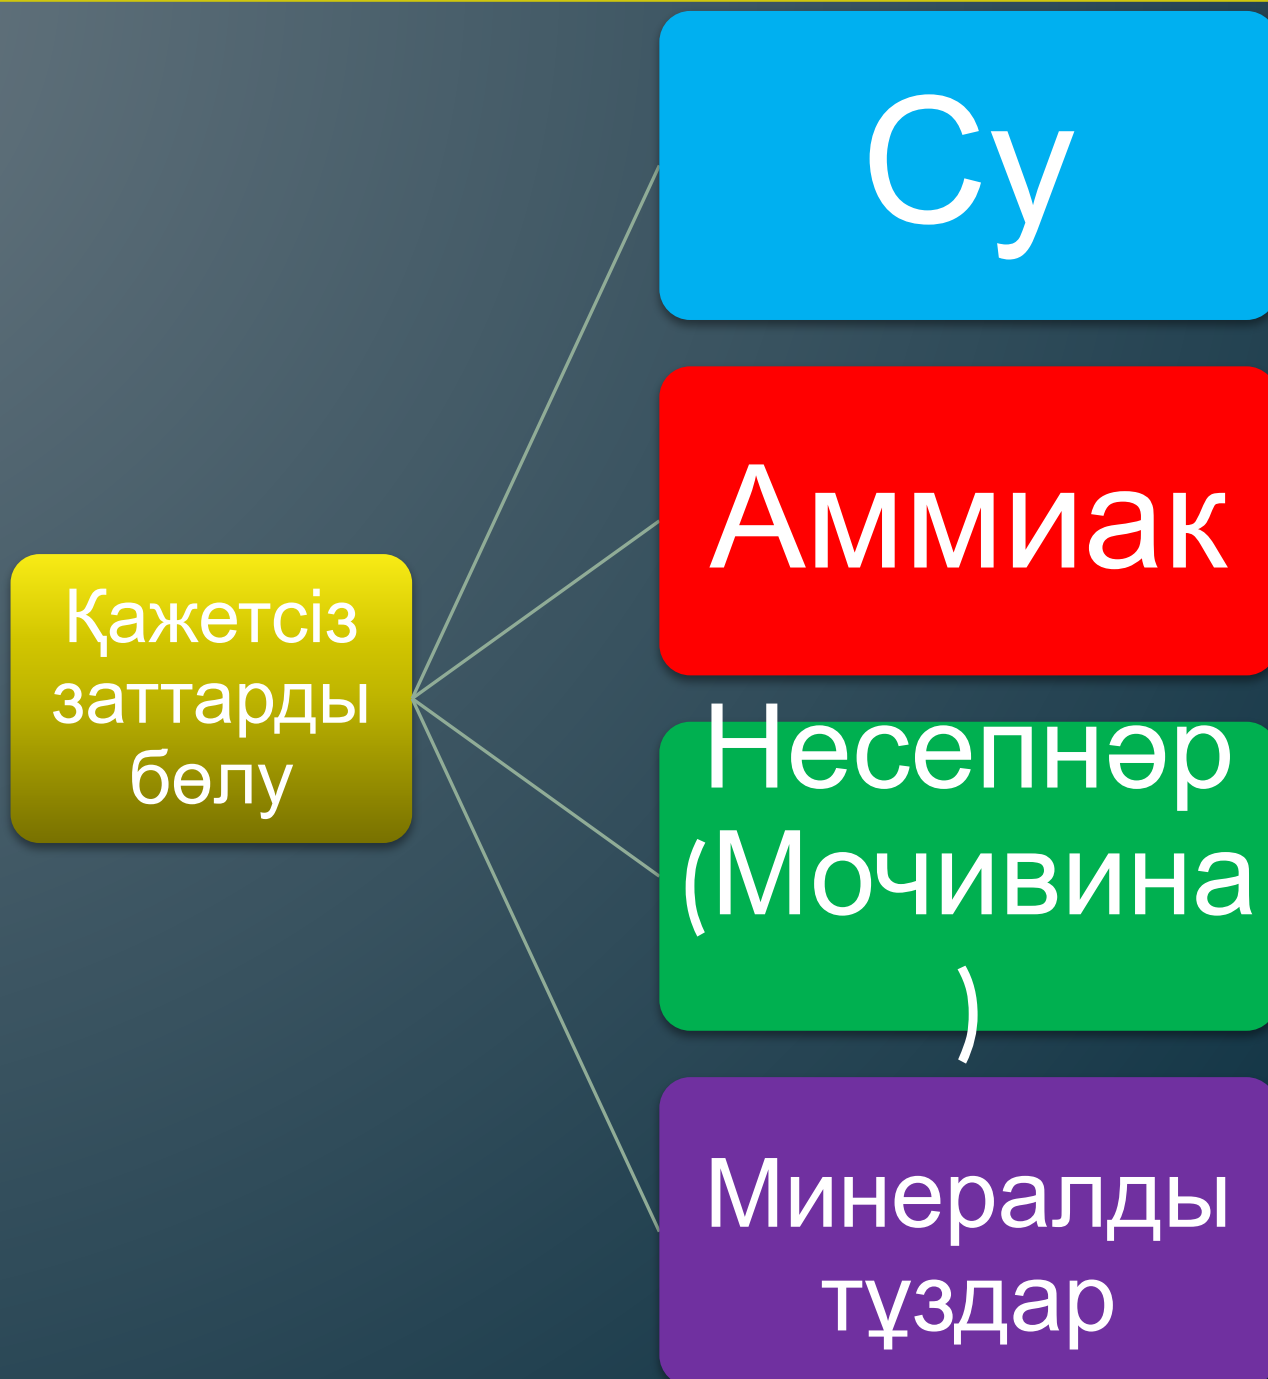 Су
Аммиак
Қажетсіз
заттарды
бөлу
Несепнәр
(Мочивина
)
Минералды
тұздар